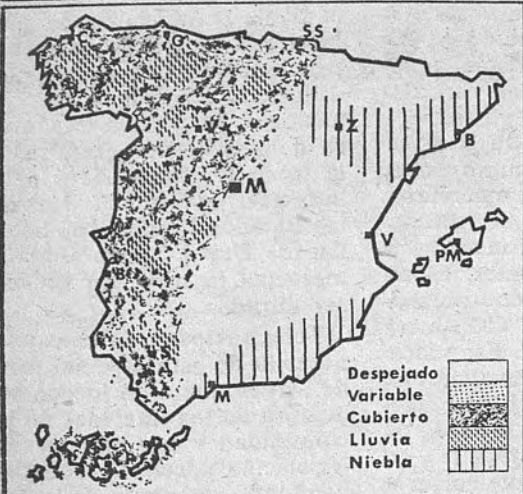 C
O
SS
V
Z
B
M
V
PM
B
S
M
SC
Despejado
Variable
Cubierto
Lluvia
Niebla